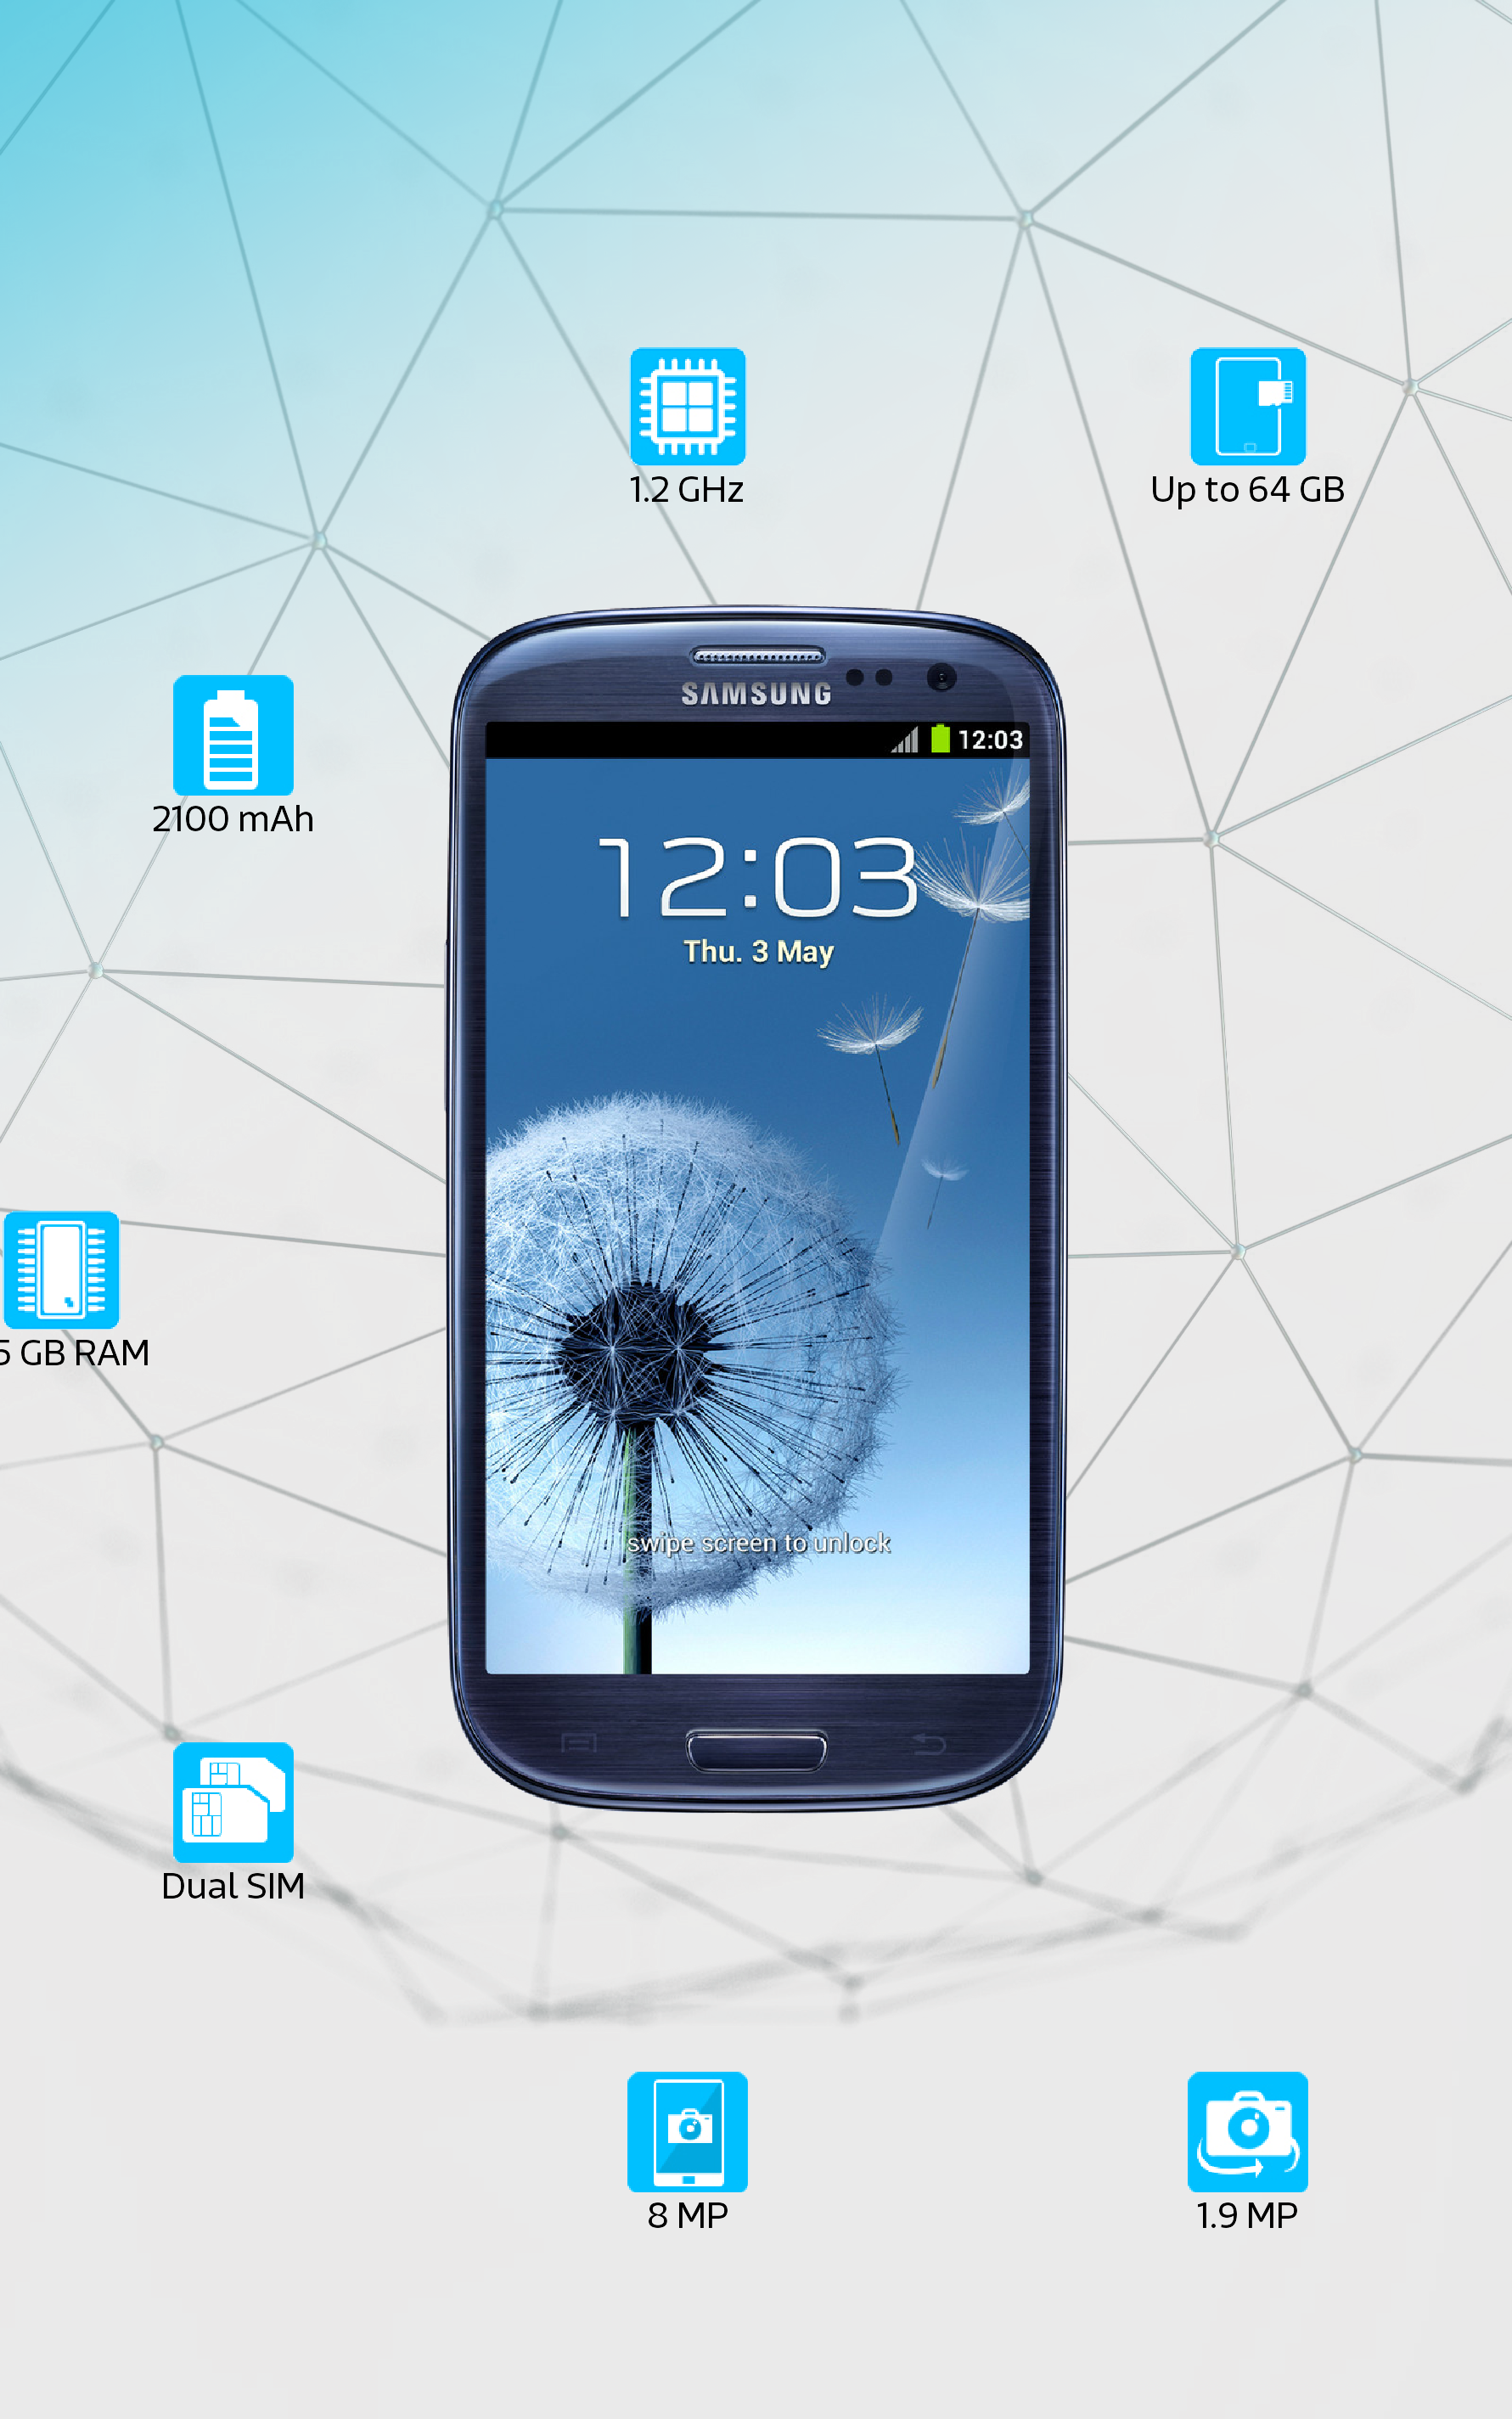 1.2 GHz
Up to 64 GB
SAMSUNG
12:03
2100 mAh
12:03
Thu. 3 May
5 GB RAM
swipe screen to unlock
Dual SIM
8 MP
1.9 MP